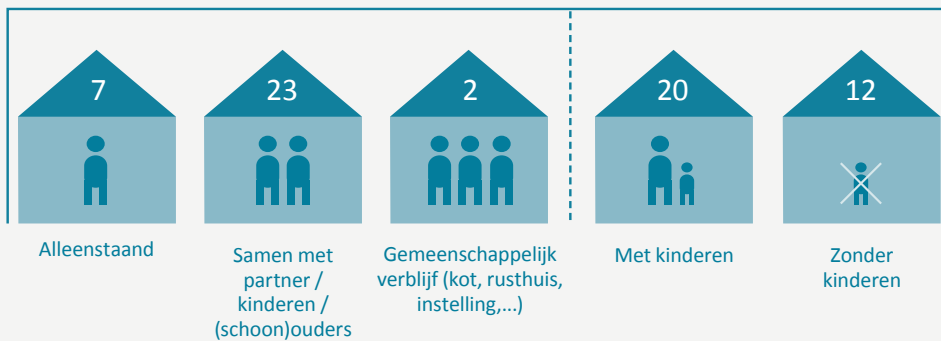 7
23
2
20
12
Alleenstaand
Samen met
partner /
kinderen /
(schoon)ouders
Gemeenschappelijk
verblijf (kot, rusthuis,
instelling,...)
Met kinderen
Zonder
kinderen